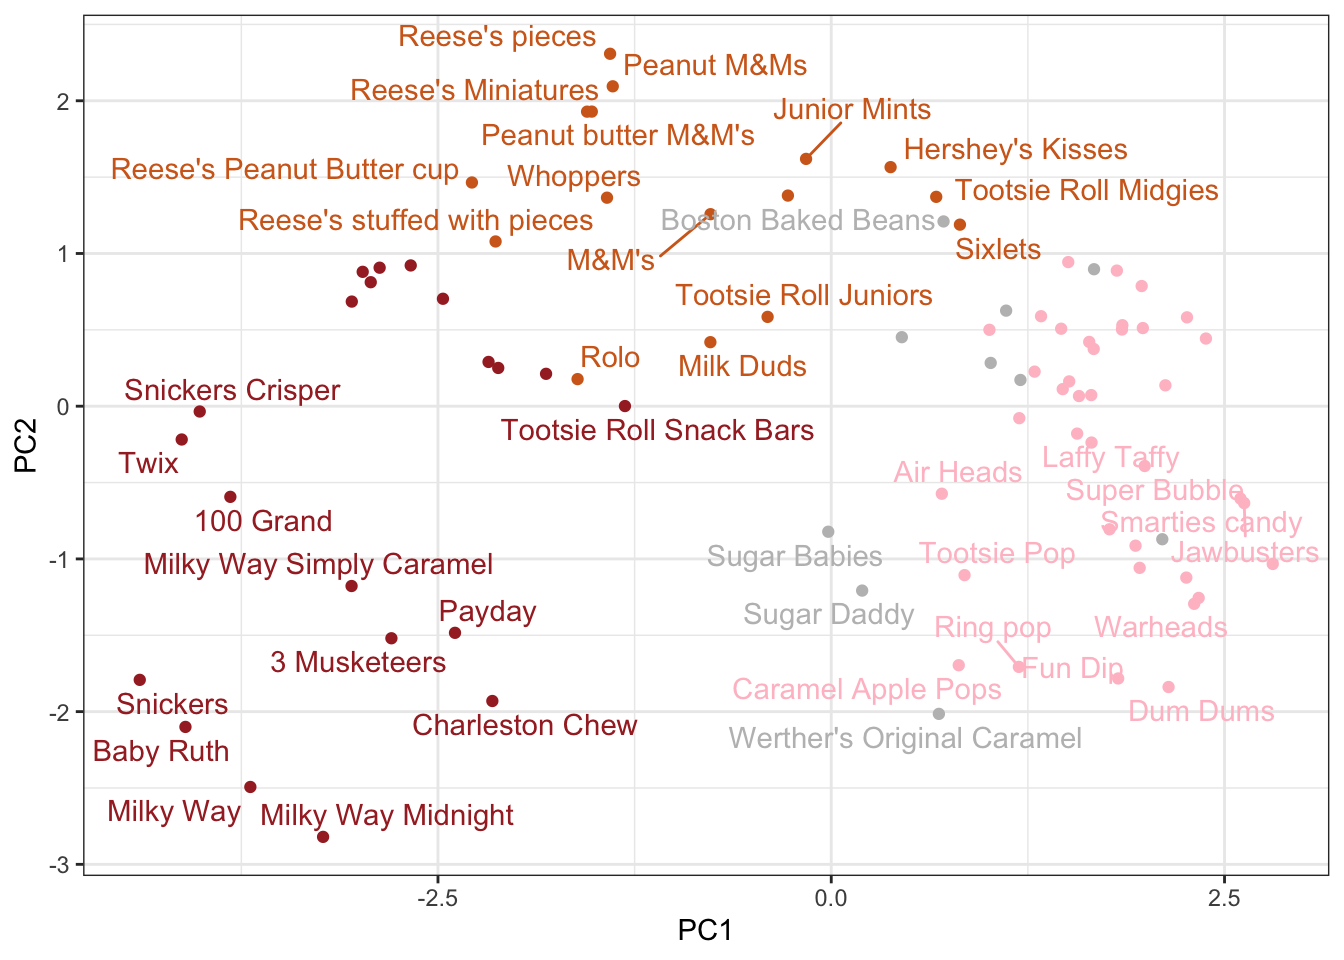 Reese's pieces
Peanut M&Ms
Reese's Miniatures
Junior Mints
Peanut butter M&M's
Hershey's Kisses
Reese's Peanut Butter cup
Whoppers
Tootsie Roll Midgies
Reese's stuffed with pieces
Boston Baked Beans
Sixlets
M&M's
Tootsie Roll Juniors
Rolo
Milk Duds
Snickers Crisper
Tootsie Roll Snack Bars
Twix
Laffy Taffy
Air Heads
Super Bubble
100 Grand
Smarties candy
Milky Way Simply Caramel
Sugar Babies
Tootsie Pop
Jawbusters
Payday
Sugar Daddy
Ring pop
Warheads
3 Musketeers
Fun Dip
Caramel Apple Pops
Snickers
Dum Dums
Charleston Chew
Werther's Original Caramel
Baby Ruth
Milky Way
Milky Way Midnight
2
1
0
-1
-2
-3
PC2
-2.5
0.0
2.5
PC1